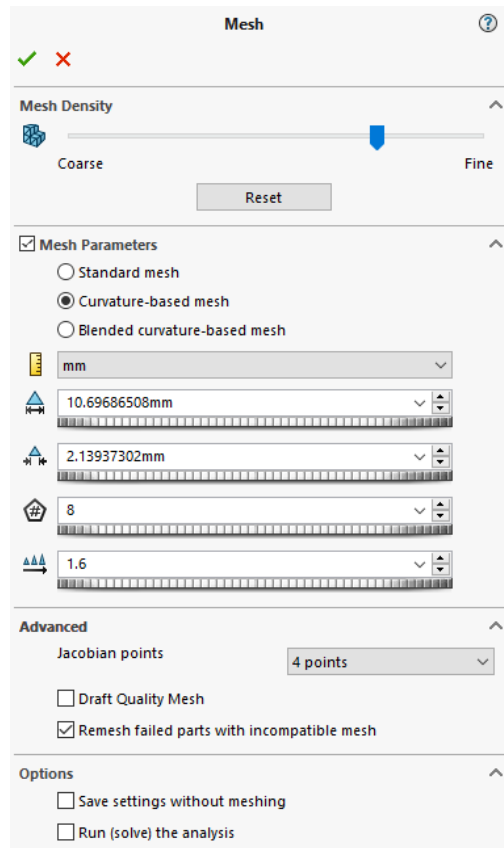 Mesh
Mesh Density
Coarse Fine
Reset
Mesh Parameters
Standard mesh
Curvature-based mesh
Blended curvature-based mesh
mm
10.69686508mm
2.13937302mm
# 8
1.6
Advanced
Jacobian points 4 points
Draft Quality Mesh
Remesh failed parts with incompatible mesh
Options
Save settings without meshing
Run (solve) the analysis